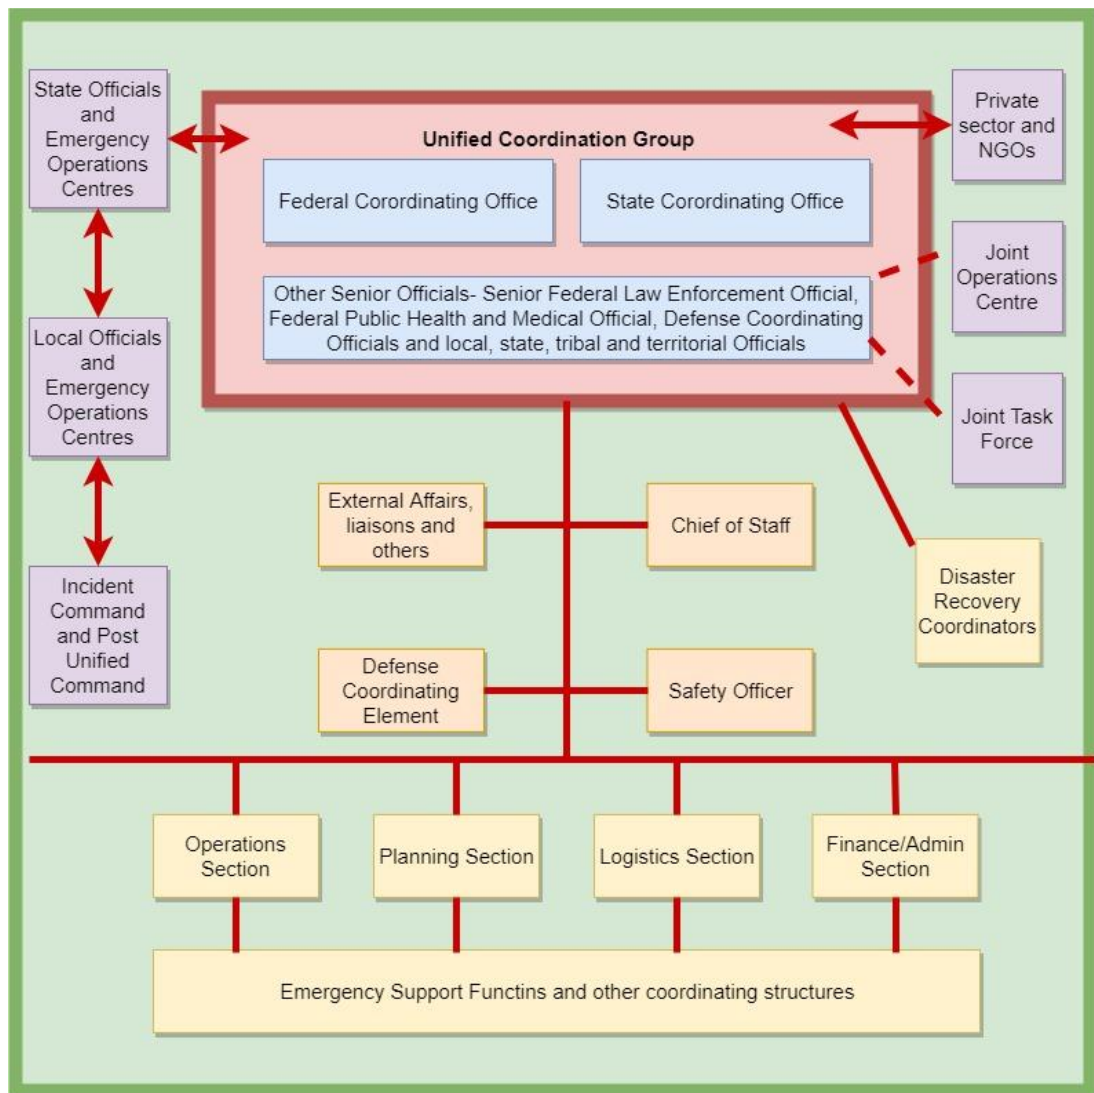 State Officials
and
Emergency
Operations
Centres
Unified Coordination Group
Private
sector and
NGOs
Federal Corordinating Office
State Corordinating Office
Joint
Operations
Centre
Other Senior Officials- Senior Federal Law Enforcement Official,
Federal Public Health and Medical Official, Defense Coordinating
Officials and local, state, tribal and territorial Officials
Local Officials
and
Emergency
Operations
Centres
Joint Task
Force
External Affairs,
liaisons and
others
Chief of Staff
Disaster
Recovery
Coordinators
Incident
Command
and Post
Unified
Command
Defense
Coordinating
Element
Safety Officer
Operations
Section
Planning Section
Logistics Section
Finance/Admin
Section
Emergency Support Functins and other coordinating structures